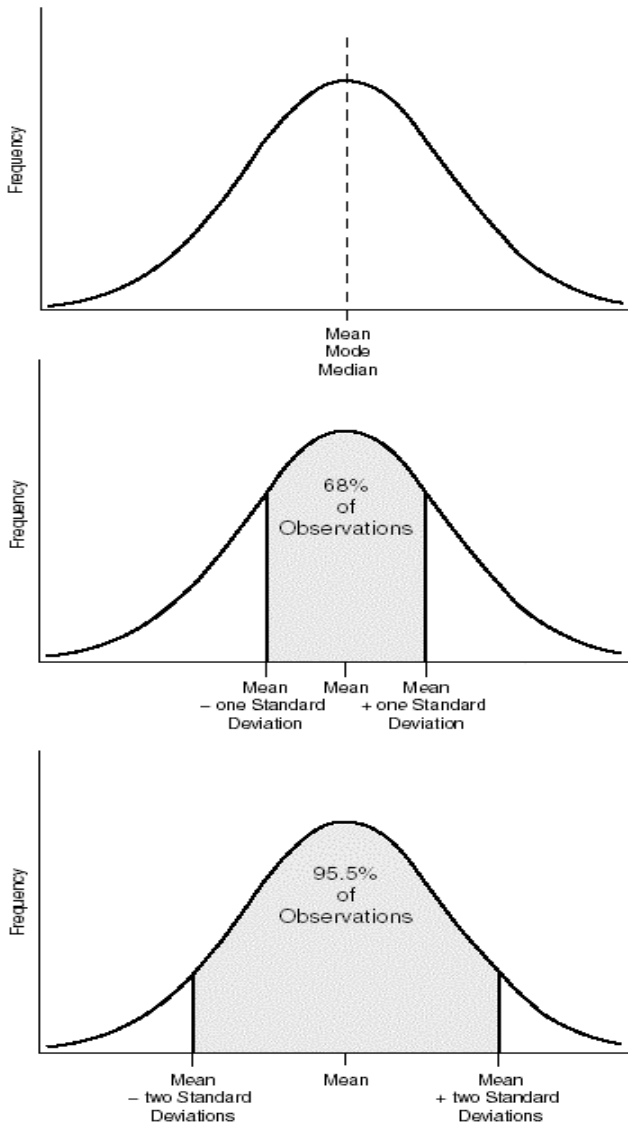 Frequency
Mean
Mode
Median
Frequency
68%
of
Observations
Mean
– one Standard
Deviation
Mean
Mean
+ one Standard
Deviation
Frequency
95.5%
of
Observations
Mean
– two Standard
Deviations
Mean
Mean
+ two Standard
Deviations